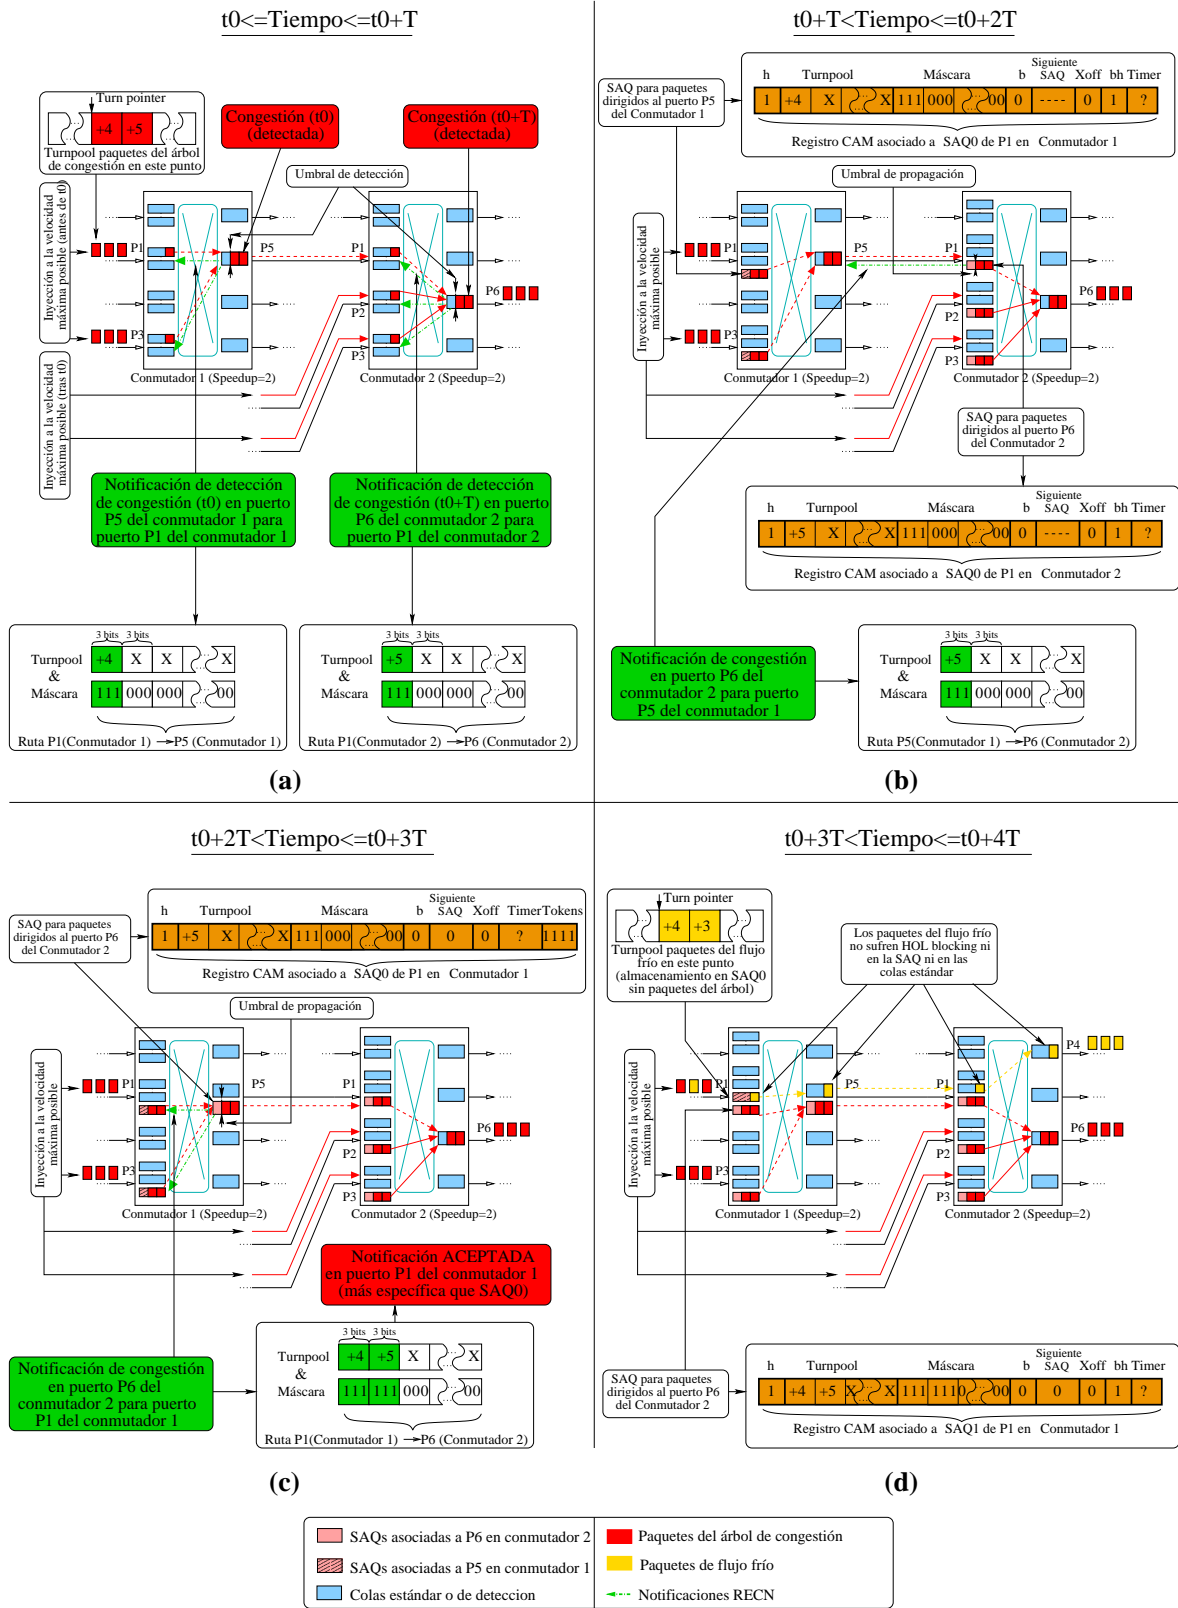 t0<=Tiempo<=t0+T
Turn pointer
+4 +5
Turnpool paquetes del árbol
de congestión en este punto
Congestión (t0)
(detectada)
Congestión (t0+T)
(detectada)
Umbral de detección
Inyección a la velocidad
máxima posible (antes de t0)
Inyección a la velocidad
máxima posible (tras t0)
P1
P3
P5
P1
P2
P3
P6
Conmutador 1 (Speedup=2)
Conmutador 2 (Speedup=2)
Notificación de detección
de congestión (t0) en puerto
P5 del conmutador 1 para
puerto P1 del conmutador 1
Notificación de detección
de congestión (t0+T) en puerto
P6 del conmutador 2 para
puerto P1 del conmutador 2
3 bits 3 bits
Turnpool +4 X X X
&
Máscara 111 000 000 00
Ruta P1(Conmutador 1) → P5 (Conmutador 1)
3 bits 3 bits
Turnpool +5 X X X
&
Máscara 111 000 000 00
Ruta P1(Conmutador 2) → P6 (Conmutador 2)
(a)
t0+T<Tiempo<=t0+2T
SAQ para paquetes
dirigidos al puerto P5
del Conmutador 1
h Turnpool Máscara b Siguiente SAQ Xoff bh Timer
1 +4 X X 111 000 00 0 ---- 0 1 ?
Registro CAM asociado a SAQ0 de P1 en Conmutador 1
Umbral de propagación
Inyección a la velocidad
máxima posible
P1
P3
P5
P1
P2
P3
P6
Conmutador 1 (Speedup=2)
Conmutador 2 (Speedup=2)
SAQ para paquetes
dirigidos al puerto P6
del Conmutador 2
h Turnpool Máscara b Siguiente SAQ Xoff bh Timer
1 +5 X X 111 000 00 0 ---- 0 1 ?
Registro CAM asociado a SAQ0 de P1 en Conmutador 2
Notificación de congestión
en puerto P6 del
conmutador 2 para puerto
P5 del conmutador 1
3 bits 3 bits
Turnpool +5 X X X
&
Máscara 111 000 000 00
Ruta P5(Conmutador 1) → P6 (Conmutador 2)
(b)
t0+2T<Tiempo<=t0+3T
SAQ para paquetes
dirigidos al puerto P6
del Conmutador 2
h Turnpool Máscara b Siguiente SAQ Xoff Timer Tokens
1 +5 X X 111 000 00 0 0 0 ? 1111
Registro CAM asociado a SAQ0 de P1 en Conmutador 1
Umbral de propagación
Inyección a la velocidad
máxima posible
P1
P3
P5
P1
P2
P3
P6
Conmutador 1 (Speedup=2)
Conmutador 2 (Speedup=2)
Notificación ACEPTADA
en puerto P1 del conmutador 1
(más específica que SAQ0)
Notificación de congestión
en puerto P6 del
conmutador 2 para puerto
P1 del conmutador 1
3 bits 3 bits
Turnpool +4 +5 X X
&
Máscara 111 111 000 00
Ruta P1(Conmutador 1) → P6 (Conmutador 2)
(c)
t0+3T<Tiempo<=t0+4T
Turn pointer
+4 +3
Turnpool paquetes del flujo
frío en este punto
(almacenamiento en SAQ0
sin paquetes del árbol)
Los paquetes del flujo frío
no sufren HOL blocking ni
en la SAQ ni en las
colas estándar
Inyección a la velocidad
máxima posible
P1
P3
P5
P1
P2
P3
P4
P6
Conmutador 1 (Speedup=2)
Conmutador 2 (Speedup=2)
SAQ para paquetes
dirigidos al puerto P6
del Conmutador 2
h Turnpool Máscara b Siguiente SAQ Xoff bh Timer
1 +4 +5 X X 111 1110 00 0 0 0 1 ?
Registro CAM asociado a SAQ1 de P1 en Conmutador 1
(d)
SAQs asociadas a P6 en conmutador 2
SAQs asociadas a P5 en conmutador 1
Colas estándar o de deteccion
Paquetes del árbol de congestión
Paquetes de flujo frío
Notificaciones RECN